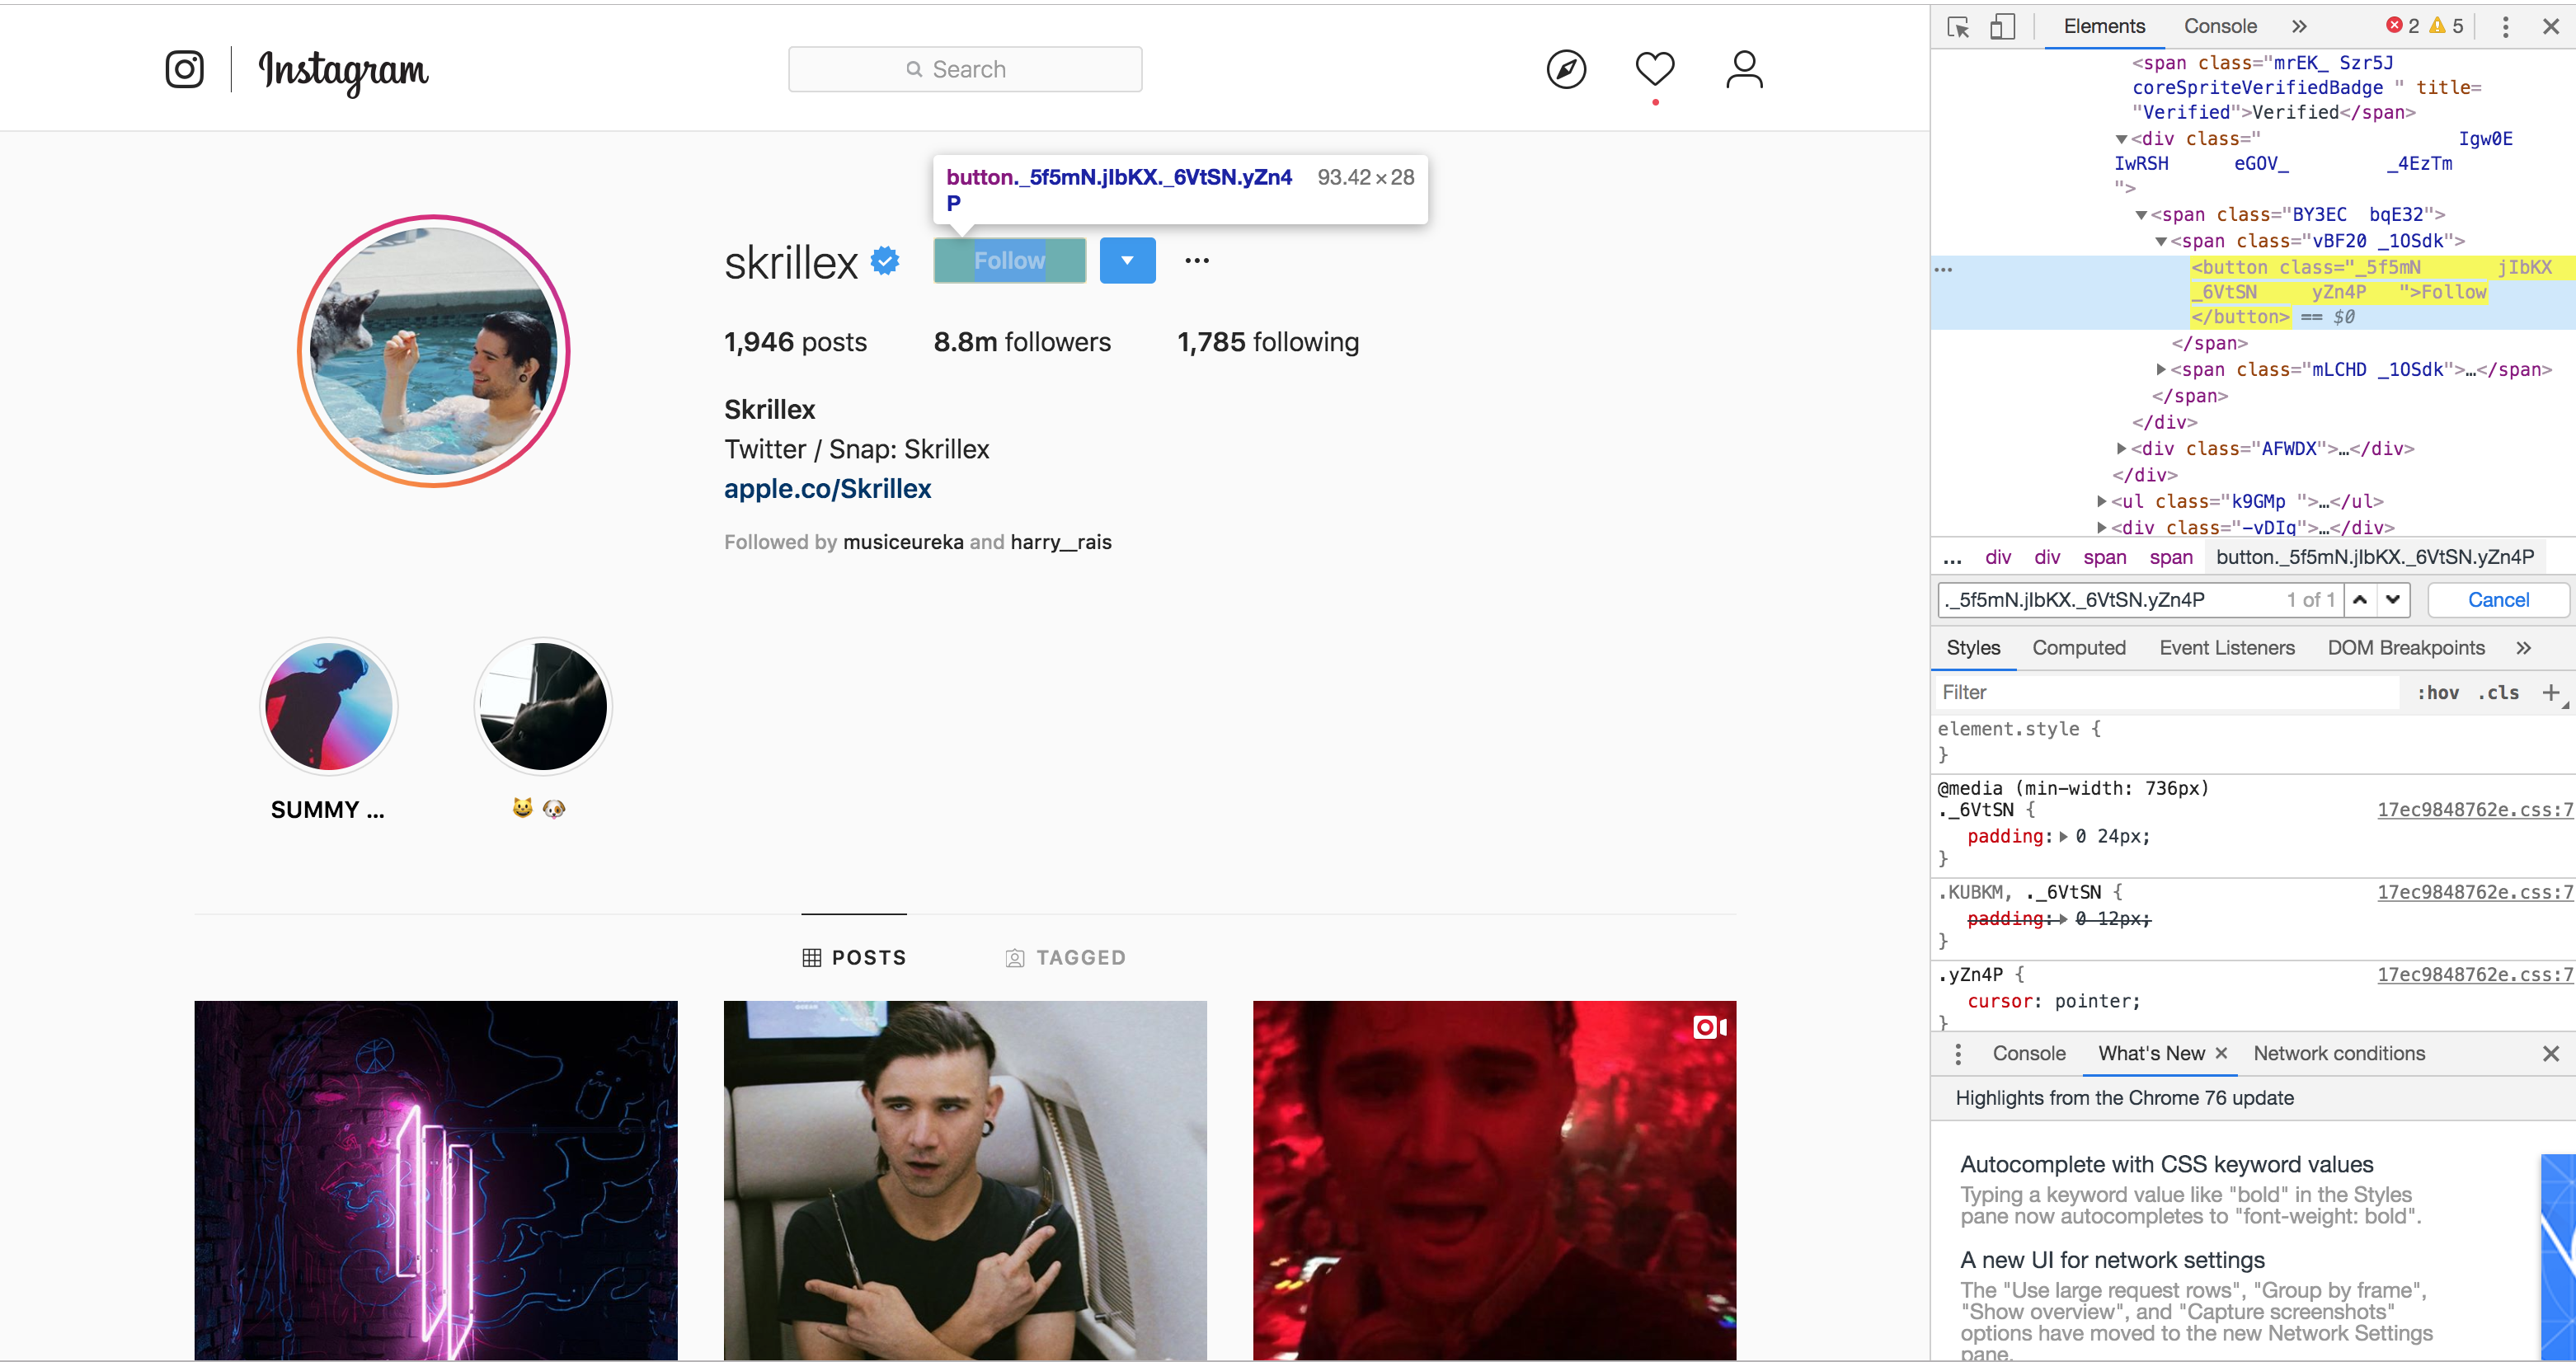 Instagram
Search
button._5f5mN.jIbKX._6VtSN.yZn4
P
93.42 × 28
skrillex
Follow
1,946 posts
8.8m followers
1,785 following
Skrillex
Twitter / Snap: Skrillex
apple.co/Skrillex
Followed by musiceureka and harry__rais
SUMMY ...
POSTS
TAGGED
Elements
Console
»
2
5
<span class="mrEK_ Szr5J
coreSpriteVerifiedBadge " title=
"Verified">Verified</span>
<div class=" Igw0E
IwRSH eGOV_ _4EzTm
">
<span class="BY3EC bqE32">
<span class="vBF20 _1OSdk">
<button class="_5f5mN jIbKX
_6VtSN yZn4P ">Follow
</button> == $0
</span>
<span class="mLCHD _1OSdk">…</span>
</span>
</div>
<div class="AFWDX">…</div>
</div>
<ul class="k9GMp ">…</ul>
<div class="-vDIg">…</div>
... div div span span button._5f5mN.jIbKX._6VtSN.yZn4P
._5f5mN.jIbKX._6VtSN.yZn4P
1 of 1
Cancel
Styles
Computed
Event Listeners
DOM Breakpoints
»
Filter
:hov
.cls
+
element.style {
}
@media (min-width: 736px)
._6VtSN {
17ec9848762e.css:7
padding: 0 24px;
}
.KUBKM, ._6VtSN {
17ec9848762e.css:7
padding: 0 12px;
}
.yZn4P {
17ec9848762e.css:7
cursor: pointer;
}
Console
What's New
Network conditions
Highlights from the Chrome 76 update
Autocomplete with CSS keyword values
Typing a keyword value like "bold" in the Styles
pane now autocompletes to "font-weight: bold".
A new UI for network settings
The "Use large request rows", "Group by frame",
"Show overview", and "Capture screenshots"
options have moved to the new Network Settings
pane.